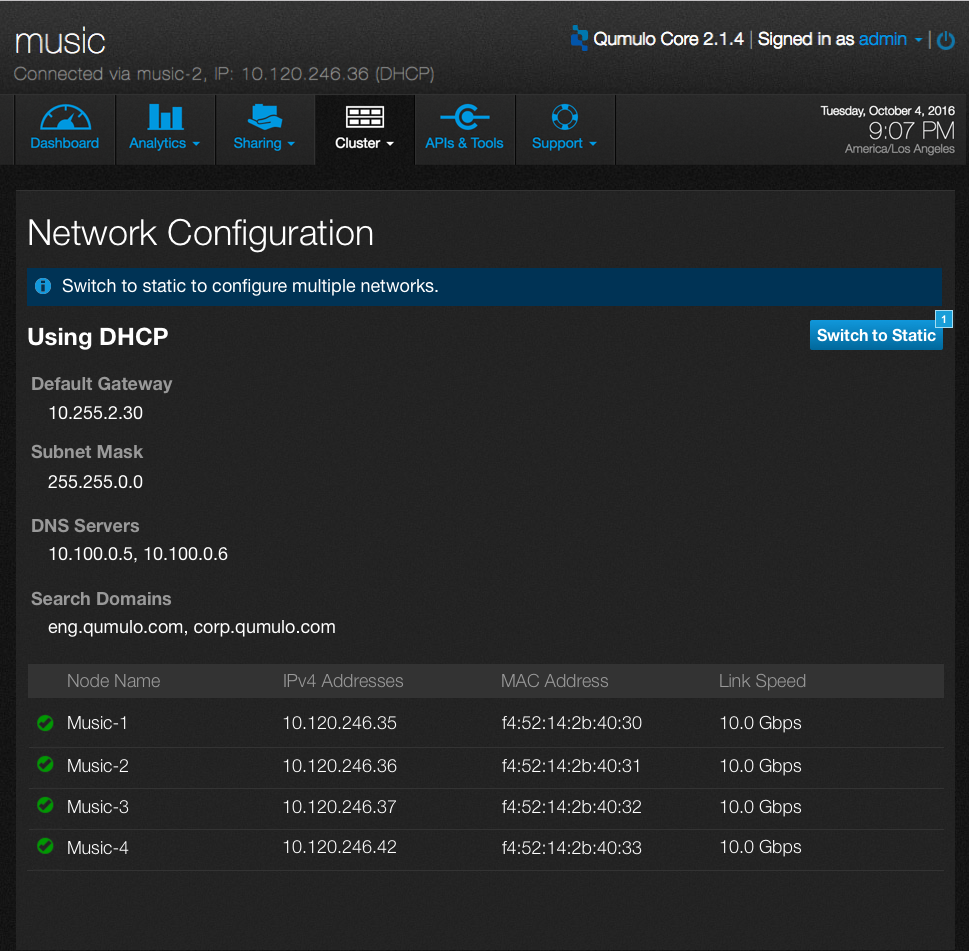 music
Qumulo Core 2.1.4 | Signed in as admin |
Connected via music-2, IP: 10.120.246.36 (DHCP)
Dashboard Analytics Sharing Cluster APIs & Tools Support
Tuesday, October 4, 2016
9:07 PM
America/Los Angeles
Network Configuration
Switch to static to configure multiple networks.
Using DHCP
Switch to Static
1
Default Gateway
10.255.2.30
Subnet Mask
255.255.0.0
DNS Servers
10.100.0.5, 10.100.0.6
Search Domains
eng.qumulo.com, corp.qumulo.com
Node Name IPv4 Addresses MAC Address Link Speed
Music-1 10.120.246.35 f4:52:14:2b:40:30 10.0 Gbps
Music-2 10.120.246.36 f4:52:14:2b:40:31 10.0 Gbps
Music-3 10.120.246.37 f4:52:14:2b:40:32 10.0 Gbps
Music-4 10.120.246.42 f4:52:14:2b:40:33 10.0 Gbps